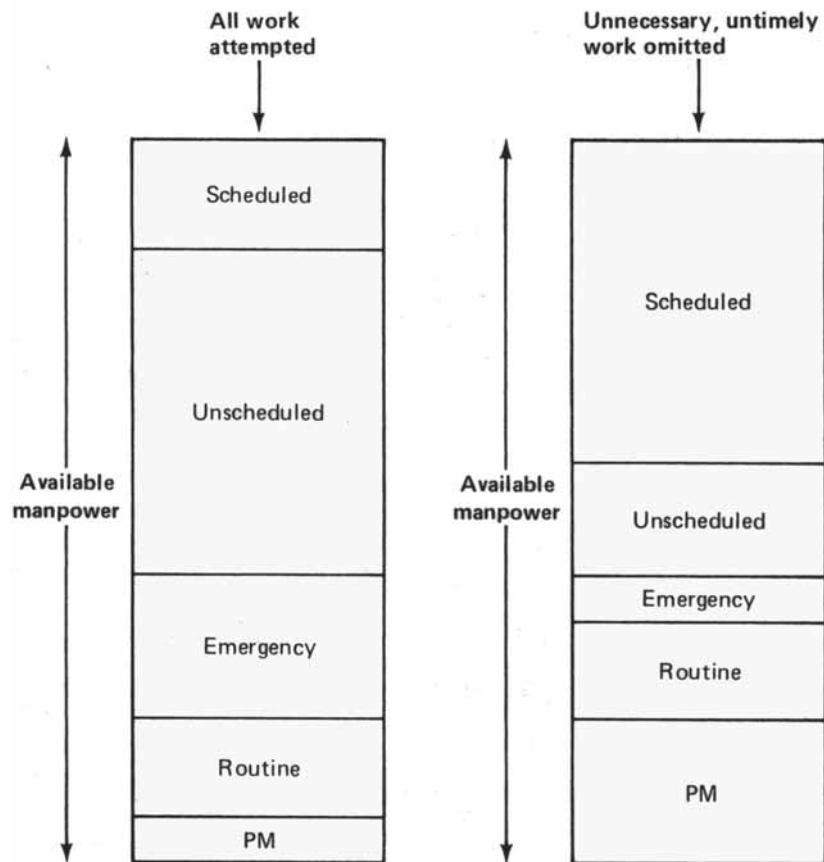 All work
attempted
Scheduled
Unscheduled
Available
manpower
Emergency
Routine
PM
Unnecessary, untimely
work omitted
Scheduled
Available
manpower
Unscheduled
Emergency
Routine
PM